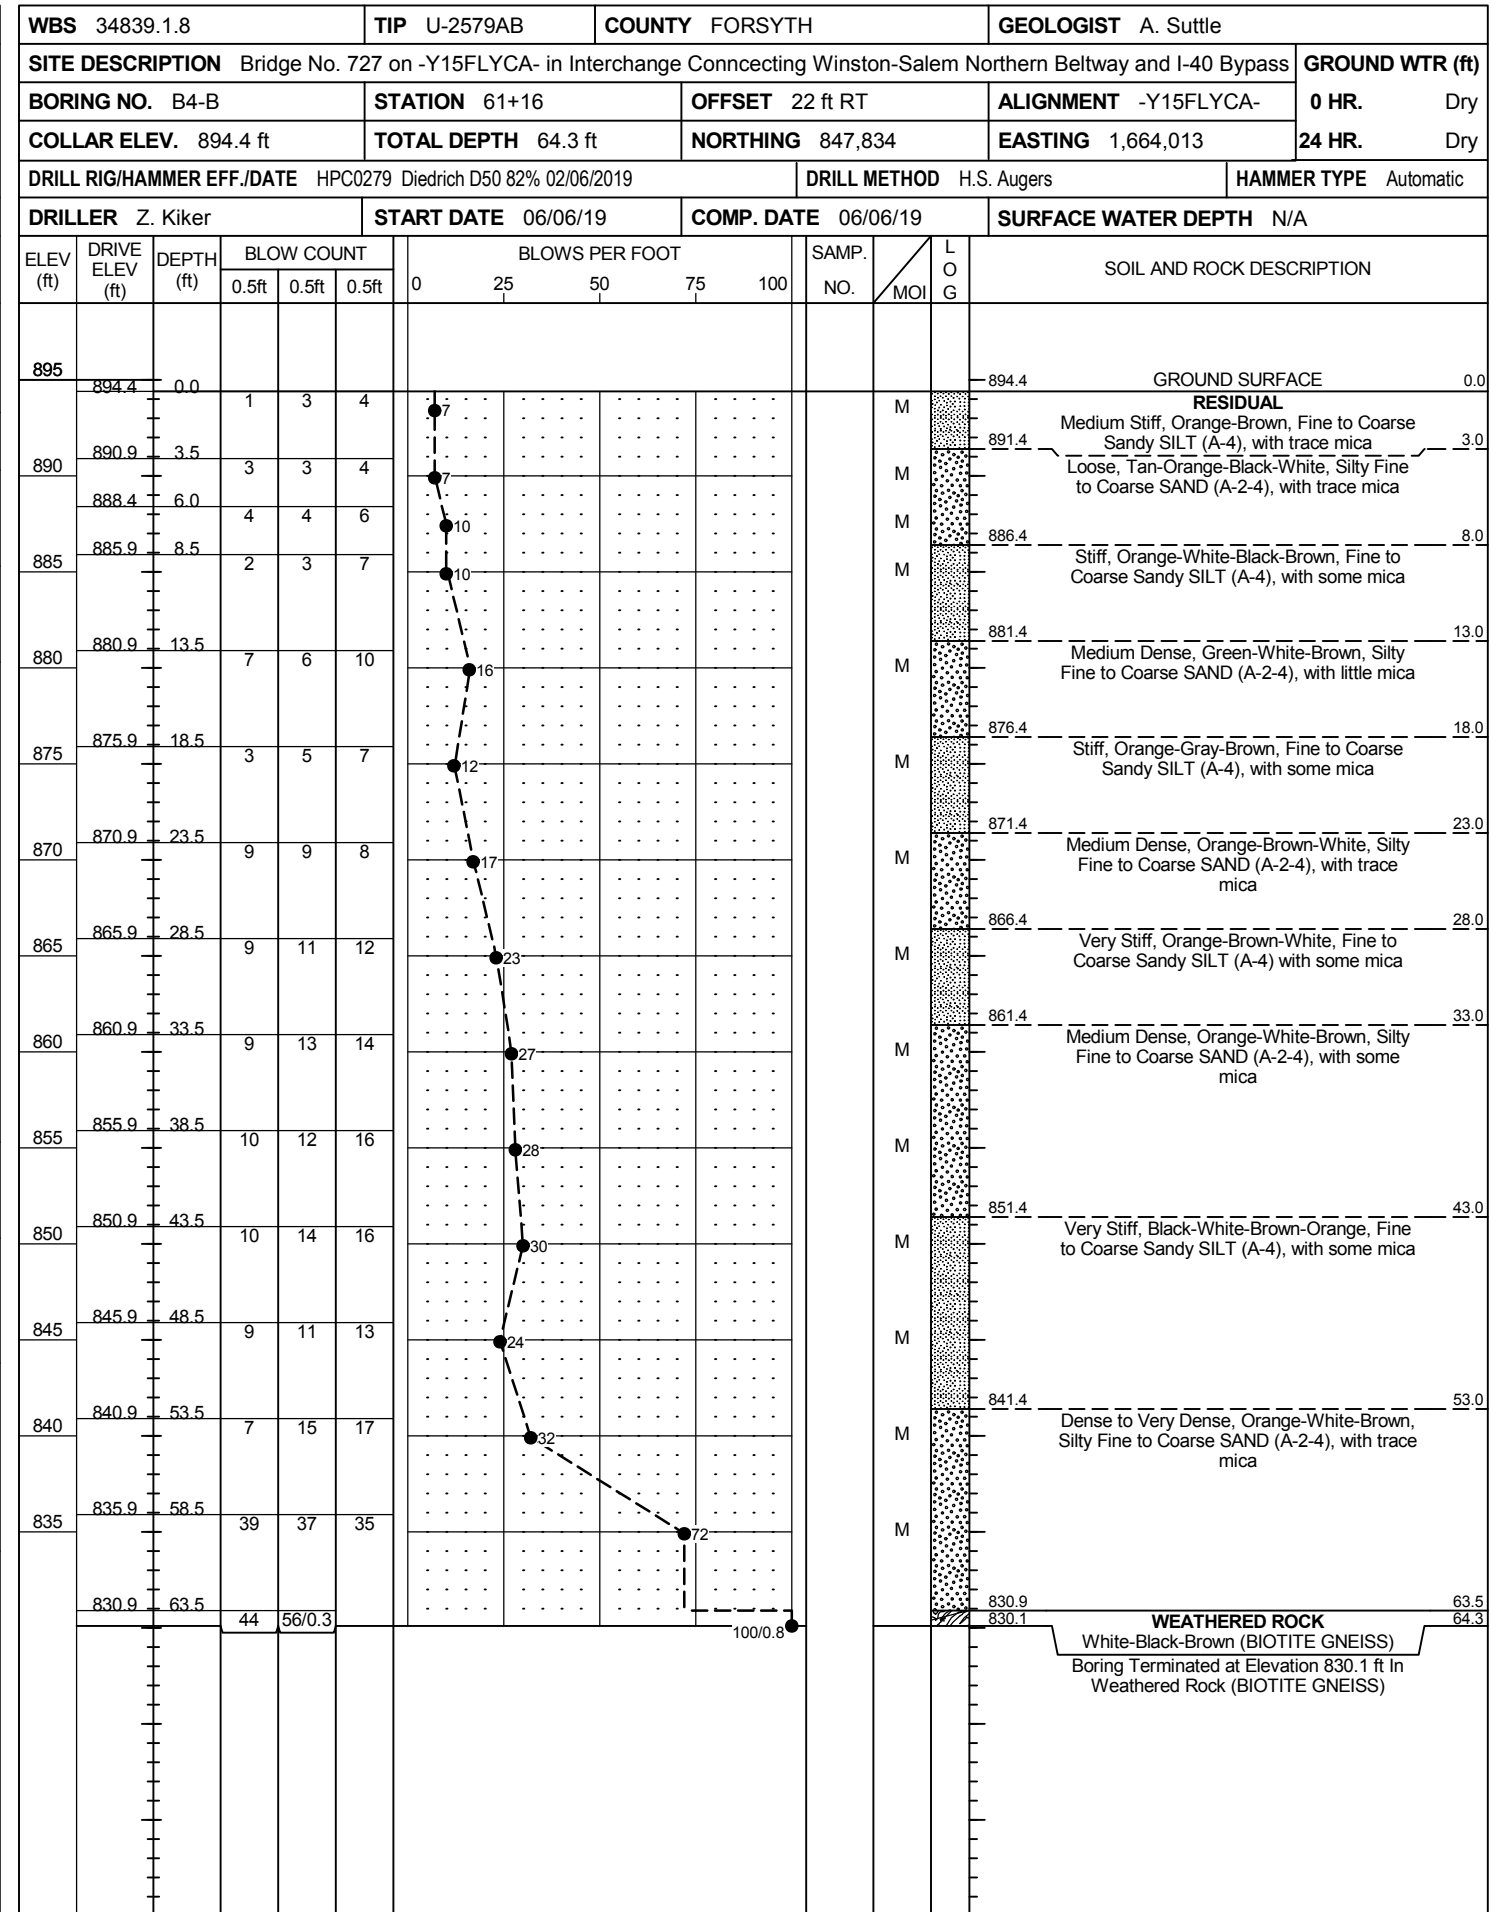 WBS 34839.1.8 TIP U-2579AB COUNTY FORSYTH GEOLOGIST A. Suttle
SITE DESCRIPTION Bridge No. 727 on -Y15FLYCA- in Interchange Conncecting Winston-Salem Northern Beltway and I-40 Bypass GROUND WTR (ft)
BORING NO. B4-B STATION 61+16 OFFSET 22 ft RT ALIGNMENT -Y15FLYCA- 0 HR. Dry
COLLAR ELEV. 894.4 ft TOTAL DEPTH 64.3 ft NORTHING 847,834 EASTING 1,664,013 24 HR. Dry
DRILL RIG/HAMMER EFF./DATE HPC0279 Diedrich D50 82% 02/06/2019 DRILL METHOD H.S. Augers HAMMER TYPE Automatic
DRILLER Z. Kiker START DATE 06/06/19 COMP. DATE 06/06/19 SURFACE WATER DEPTH N/A
ELEV (ft) DRIVE ELEV (ft) DEPTH (ft) BLOW COUNT BLOWS PER FOOT SAMP. NO. MOI LOG SOIL AND ROCK DESCRIPTION
0.5ft 0.5ft 0.5ft 0 25 50 75 100
895
894.4 0.0 894.4 GROUND SURFACE 0.0
1 3 4 7 M RESIDUAL
Medium Stiff, Orange-Brown, Fine to Coarse
891.4 Sandy SILT (A-4), with trace mica 3.0
890.9 3.5
890 3 3 4 7 M Loose, Tan-Orange-Black-White, Silty Fine
to Coarse SAND (A-2-4), with trace mica
888.4 6.0
4 4 6 10 M
886.4 8.0
885.9 8.5
885 2 3 7 10 M Stiff, Orange-White-Black-Brown, Fine to
Coarse Sandy SILT (A-4), with some mica
881.4 13.0
880.9 13.5
880 7 6 10 16 M Medium Dense, Green-White-Brown, Silty
Fine to Coarse SAND (A-2-4), with little mica
876.4 18.0
875.9 18.5
875 3 5 7 12 M Stiff, Orange-Gray-Brown, Fine to Coarse
Sandy SILT (A-4), with some mica
871.4 23.0
870.9 23.5
870 9 9 8 17 M Medium Dense, Orange-Brown-White, Silty
Fine to Coarse SAND (A-2-4), with trace
mica
866.4 28.0
865.9 28.5
865 9 11 12 23 M Very Stiff, Orange-Brown-White, Fine to
Coarse Sandy SILT (A-4) with some mica
861.4 33.0
860.9 33.5
860 9 13 14 27 M Medium Dense, Orange-White-Brown, Silty
Fine to Coarse SAND (A-2-4), with some
mica
855.9 38.5
855 10 12 16 28 M
851.4 43.0
850.9 43.5
850 10 14 16 30 M Very Stiff, Black-White-Brown-Orange, Fine
to Coarse Sandy SILT (A-4), with some mica
845.9 48.5
845 9 11 13 24 M
841.4 53.0
840.9 53.5
840 7 15 17 32 M Dense to Very Dense, Orange-White-Brown,
Silty Fine to Coarse SAND (A-2-4), with trace
mica
835.9 58.5
835 39 37 35 72 M
830.9 63.5 830.9 63.5
44 56/0.3 100/0.8 830.1 WEATHERED ROCK 64.3
White-Black-Brown (BIOTITE GNEISS)
Boring Terminated at Elevation 830.1 ft In
Weathered Rock (BIOTITE GNEISS)